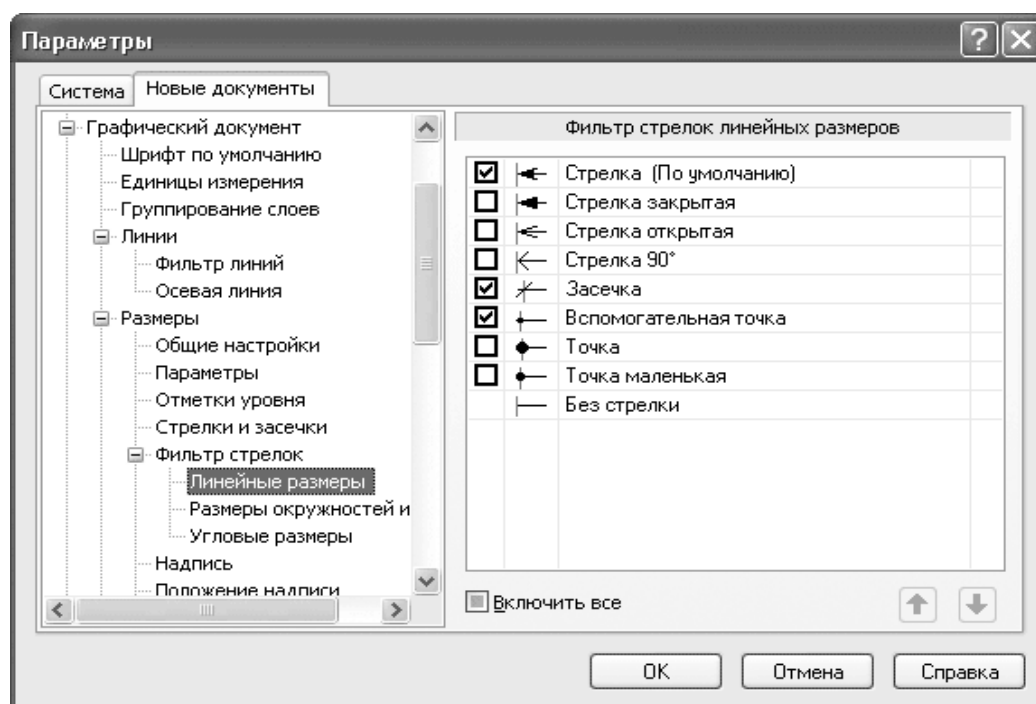 Параметры
Система
Новые документы
Графический документ
Шрифт по умолчанию
Единицы измерения
Группирование слоев
Линии
Фильтр линий
Осевая линия
Размеры
Общие настройки
Параметры
Отметки уровня
Стрелки и засечки
Фильтр стрелок
Линейные размеры
Размеры окружностей и
Угловые размеры
Надпись
Положение надписи
Фильтр стрелок линейных размеров
Стрелка (По умолчанию)
Стрелка закрытая
Стрелка открытая
Стрелка 90°
Засечка
Вспомогательная точка
Точка
Точка маленькая
Без стрелки
Включить все
ОК
Отмена
Справка